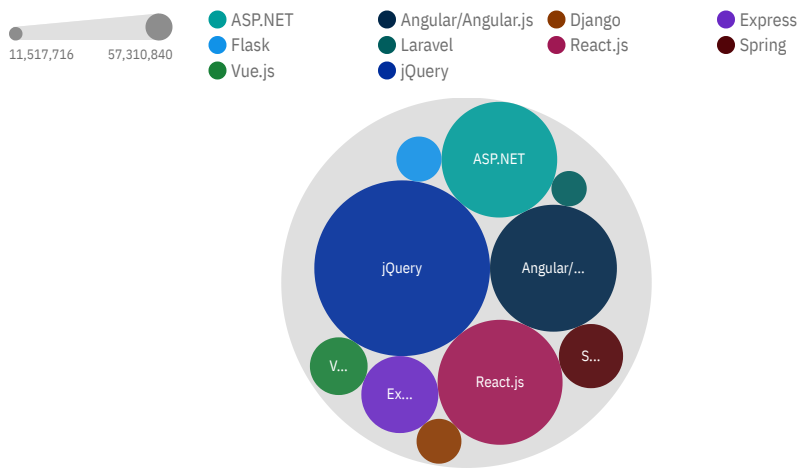 ASP.NET Angular/Angular.js Django Express
Flask Laravel React.js Spring
11,517,716 57,310,840
Vue.js jQuery
ASP.NET
jQuery
Angular/...
S...
V...
React.js
Ex...